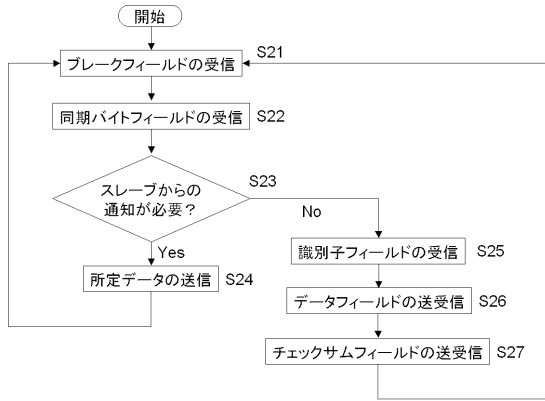 開始
ブレークフィールドの受信
S21
同期バイトフィールドの受信
S22
スレーブからの
通知が必要？
S23
No
Yes
所定データの送信
S24
識別子フィールドの受信
S25
データフィールドの送受信
S26
チェックサムフィールドの送受信
S27